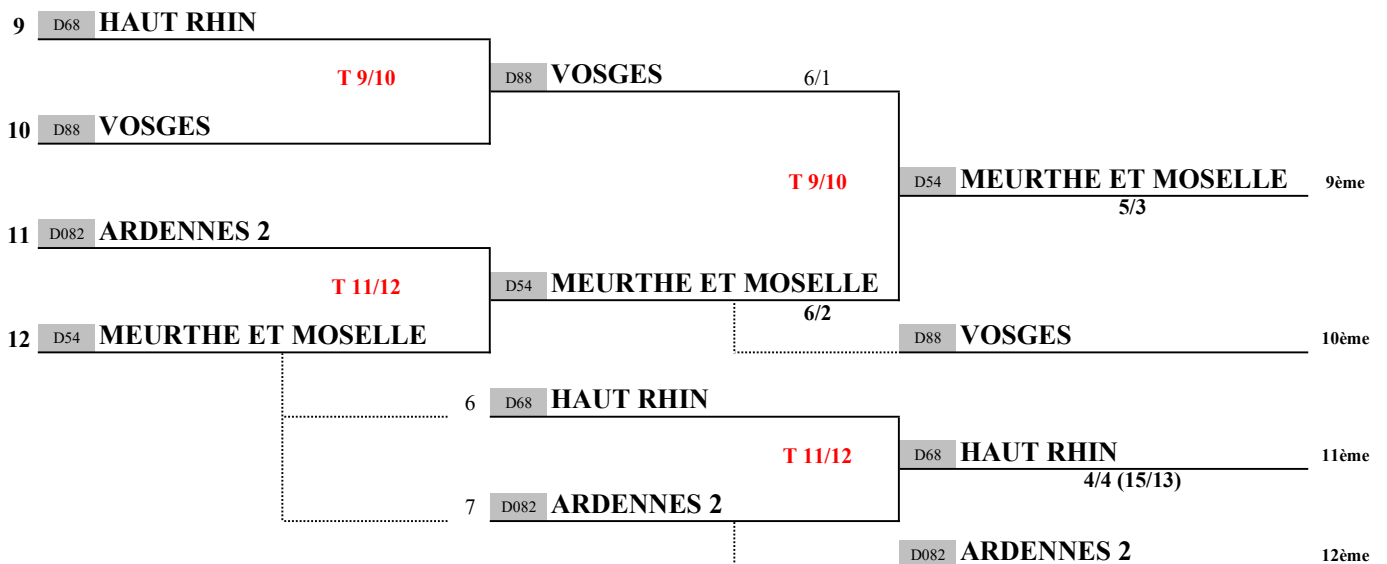 9 D68 HAUT RHIN
T 9/10 D88 VOSGES 6/1
10 D88 VOSGES
T 9/10 D54 MEURTHE ET MOSELLE 9ème
5/3
11 D082 ARDENNES 2
T 11/12 D54 MEURTHE ET MOSELLE
6/2
12 D54 MEURTHE ET MOSELLE D88 VOSGES 10ème
6 D68 HAUT RHIN
T 11/12 D68 HAUT RHIN 11ème
4/4 (15/13)
7 D082 ARDENNES 2
D082 ARDENNES 2 12ème